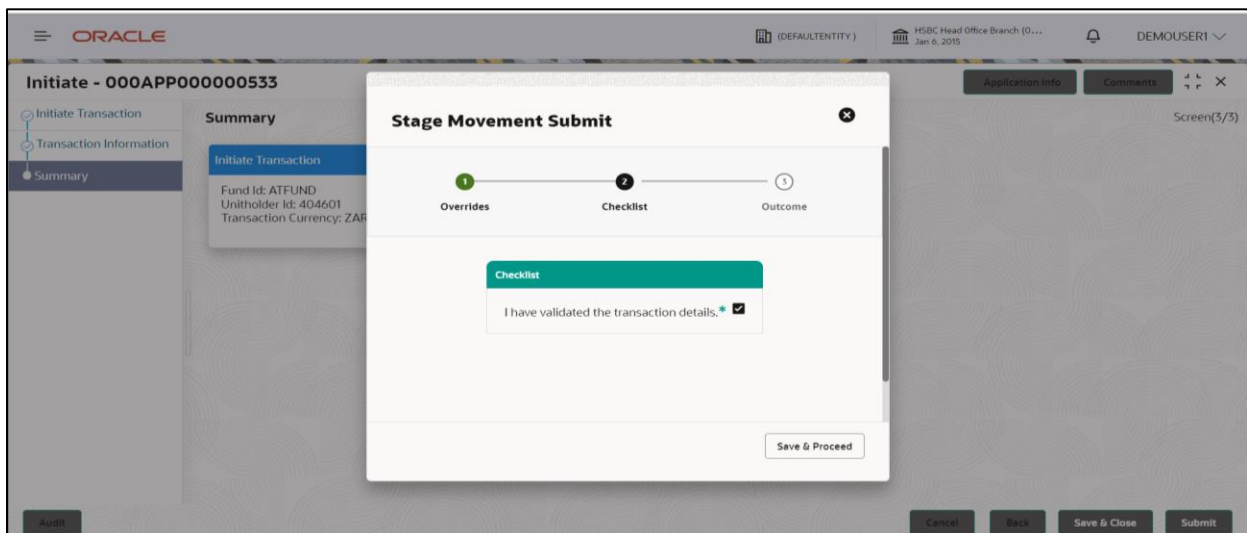 ORACLE
(DEFAULTENTITY )
HSBC Head Office Branch (0...
Jan 6, 2015
DEMOUSER1
Initiate - 000APP000000533
Application Info
Comments
Initiate Transaction
Transaction Information
Summary
Summary
Screen(3/3)
Initiate Transaction
Fund Id: ATFUND
Unitholder Id: 404601
Transaction Currency: ZAR
Stage Movement Submit
1
2
3
Overrides
Checklist
Outcome
Checklist
I have validated the transaction details.*
Save & Proceed
Audit
Cancel
Back
Save & Close
Submit